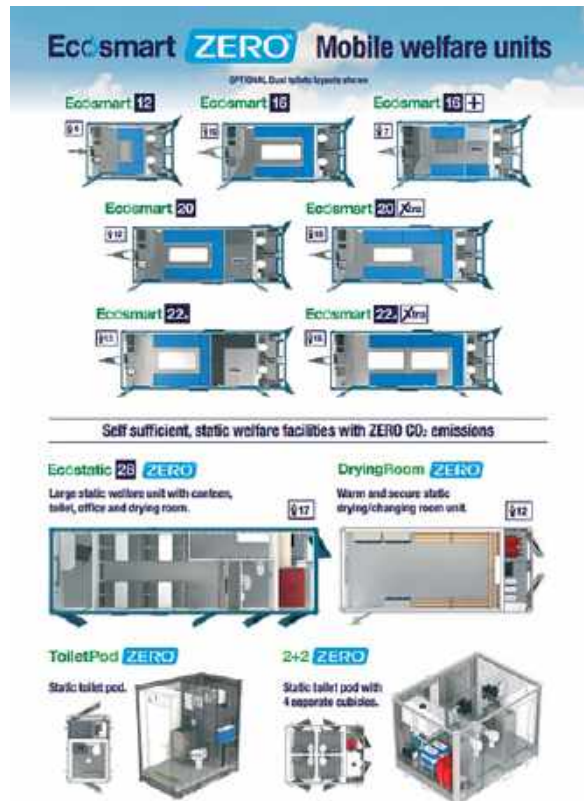 Ecosmart ZERO Mobile welfare units
OPTIONAL Dual toilets layouts shown
Ecosmart 12
Ecosmart 16
Ecosmart 16 +
7
Ecosmart 20
Ecosmart 20 Xtra
Ecosmart 22
Ecosmart 22 Xtra
Self sufficient, static welfare facilities with ZERO CO₂ emissions
Ecostatic 28 ZERO
Large static welfare unit with canteen,
toilet, office and drying room.
17
DryingRoom ZERO
Warm and secure static
drying/changing room unit.
12
ToiletPod ZERO
Static toilet pod.
2+2 ZERO
Static toilet pod with
4 separate cubicles.